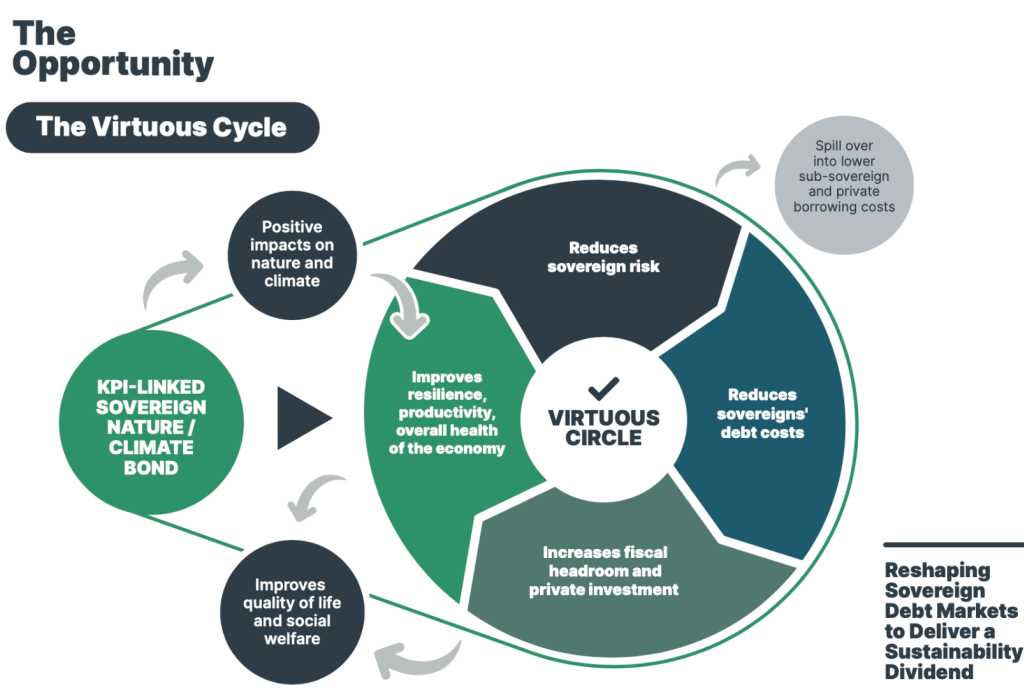 The
Opportunity
The Virtuous Cycle
Spill over
into lower
sub-sovereign
and private
borrowing costs
Positive
impacts on
nature and
climate
Reduces
sovereign risk
KPI-LINKED
SOVEREIGN
NATURE /
CLIMATE
BOND
Improves
resilience,
productivity,
overall health
of the economy
VIRTUOUS
CIRCLE
Reduces
sovereigns'
debt costs
Increases fiscal
headroom and
private investment
Improves
quality of life
and social
welfare
Reshaping
Sovereign
Debt Markets
to Deliver a
Sustainability
Dividend